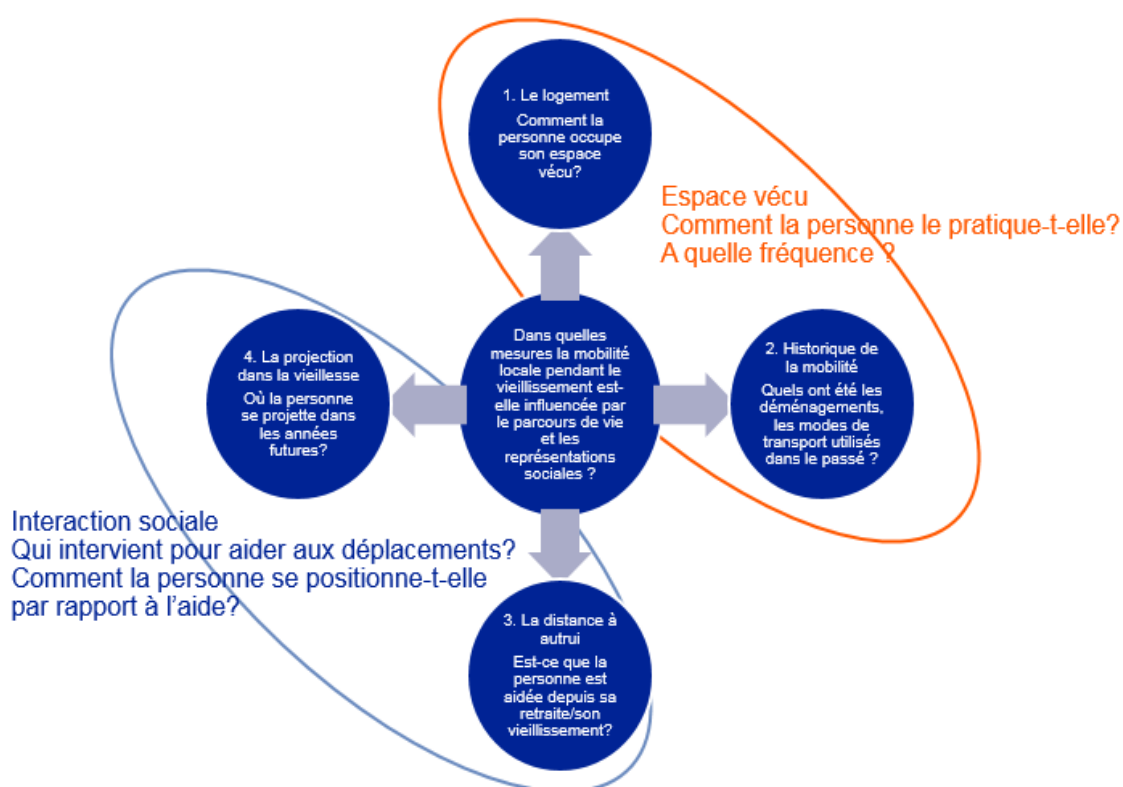 1. Le logement
Comment la
personne occupe
son espace
vécu?
Espace vécu
Comment la personne le pratique-t-elle?
A quelle fréquence ?
Dans quelles
mesures la mobilité
locale pendant le
vieillissement est-
elle influencée par
le parcours de vie
et les
représentations
sociales ?
2. Historique de
la mobilité
Quels ont été les
déménagements,
les modes de
transport utilisés
dans le passé ?
4. La projection
dans la vieillesse
Où la personne
se projette dans
les années
futures?
Interaction sociale
Qui intervient pour aider aux déplacements?
Comment la personne se positionne-t-elle
par rapport à l’aide?
3. La distance à
autrui
Est-ce que la
personne est
aidée depuis sa
retraite/son
vieillissement?